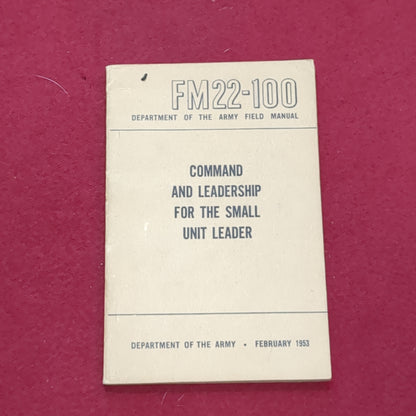 FM22-100
DEPARTMENT OF THE ARMY FIELD MANUAL
COMMAND
AND LEADERSHIP
FOR THE SMALL
UNIT LEADER
DEPARTMENT OF THE ARMY • FEBRUARY 1953